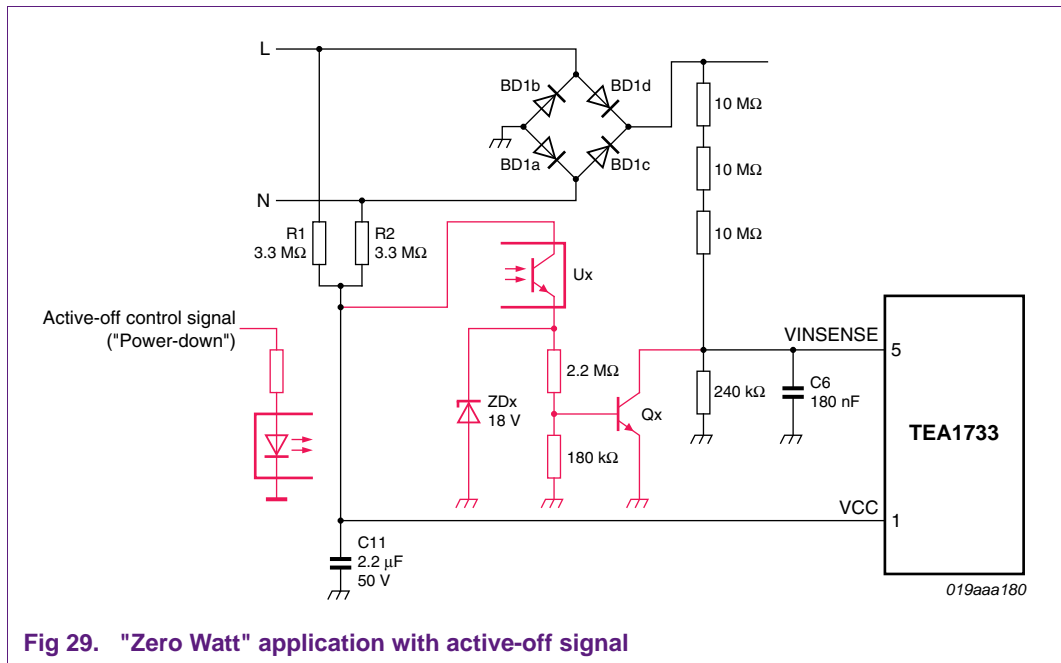 L
BD1b
BD1d
BD1a
BD1c
10 MΩ
10 MΩ
10 MΩ
N
R1
3.3 MΩ
R2
3.3 MΩ
Ux
Active-off control signal
("Power-down")
VINSENSE
5
2.2 MΩ
240 kΩ
C6
180 nF
ZDx
18 V
Qx
TEA1733
180 kΩ
VCC
1
C11
2.2 μF
50 V
019aaa180
Fig 29. "Zero Watt" application with active-off signal